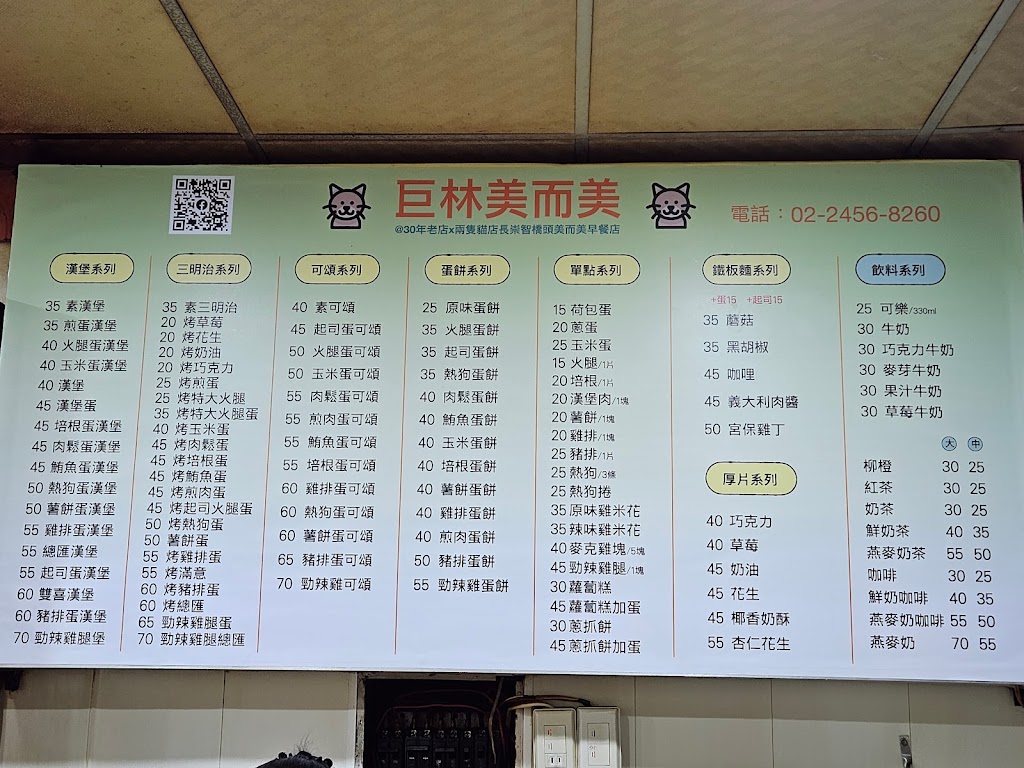 巨林美而美
@30年老店x兩隻貓店長崇智橋頭美而美早餐店
電話：02-2456-8260
漢堡系列
35 素漢堡
35 煎蛋漢堡
40 火腿蛋漢堡
40 玉米蛋漢堡
40 漢堡
45 漢堡蛋
45 培根蛋漢堡
45 肉鬆蛋漢堡
45 鮪魚蛋漢堡
50 熱狗蛋漢堡
50 薯餅蛋漢堡
55 雞排蛋漢堡
55 總匯漢堡
55 起司蛋漢堡
60 雙喜漢堡
60 豬排蛋漢堡
70 勁辣雞腿堡
三明治系列
35 素三明治
20 烤草莓
20 烤花生
20 烤奶油
20 烤巧克力
25 烤煎蛋
25 烤特大火腿
35 烤特大火腿蛋
40 烤玉米蛋
45 烤肉鬆蛋
45 烤培根蛋
45 烤鮪魚蛋
45 烤煎肉蛋
45 烤起司火腿蛋
50 烤熱狗蛋
50 薯餅蛋
55 烤雞排蛋
55 烤滿意
60 烤豬排蛋
60 烤總匯
65 勁辣雞腿蛋
70 勁辣雞腿總匯
可頌系列
40 素可頌
45 起司蛋可頌
50 火腿蛋可頌
50 玉米蛋可頌
55 肉鬆蛋可頌
55 煎肉蛋可頌
55 鮪魚蛋可頌
55 培根蛋可頌
60 雞排蛋可頌
60 熱狗蛋可頌
60 薯餅蛋可頌
65 豬排蛋可頌
70 勁辣雞可頌
蛋餅系列
25 原味蛋餅
35 火腿蛋餅
35 起司蛋餅
35 熱狗蛋餅
40 肉鬆蛋餅
40 鮪魚蛋餅
40 玉米蛋餅
40 培根蛋餅
40 薯餅蛋餅
40 雞排蛋餅
40 煎肉蛋餅
50 豬排蛋餅
55 勁辣雞蛋餅
單點系列
15 荷包蛋
20 蔥蛋
25 玉米蛋
15 火腿/1片
20 培根/1片
20 漢堡肉/1塊
20 薯餅/1塊
20 雞排/1塊
25 豬排/1片
25 熱狗/3條
25 熱狗捲
35 原味雞米花
35 辣味雞米花
40 麥克雞塊/5塊
45 勁辣雞腿/1塊
30 蘿蔔糕
45 蘿蔔糕加蛋
30 蔥抓餅
45 蔥抓餅加蛋
鐵板麵系列
+蛋15 +起司15
35 蘑菇
35 黑胡椒
45 咖哩
45 義大利肉醬
50 宮保雞丁
厚片系列
40 巧克力
40 草莓
45 奶油
45 花生
45 椰香奶酥
55 杏仁花生
飲料系列
25 可樂/330ml
30 牛奶
30 巧克力牛奶
30 麥芽牛奶
30 果汁牛奶
30 草莓牛奶
大 中
柳橙 30 25
紅茶 30 25
奶茶 30 25
鮮奶茶 40 35
燕麥奶茶 55 50
咖啡 30 25
鮮奶咖啡 40 35
燕麥奶咖啡 55 50
燕麥奶 70 55